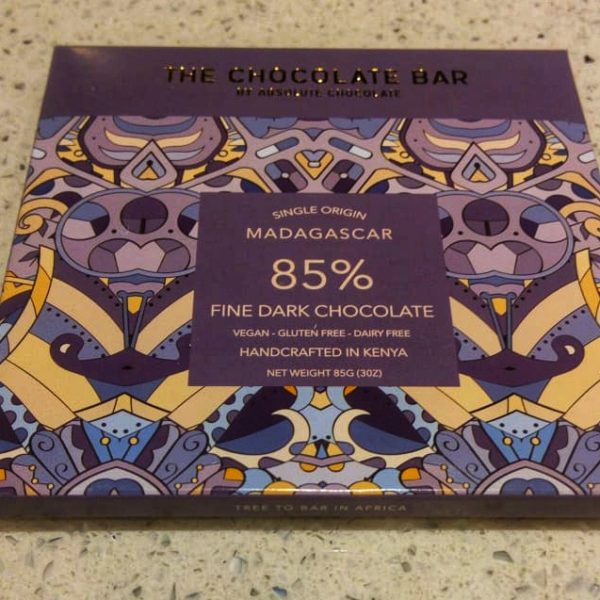 THE CHOCOLATE BAR
BY ABSOLUTE CHOCOLATE
SINGLE ORIGIN
MADAGASCAR
85%
FINE DARK CHOCOLATE
VEGAN - GLUTEN FREE - DAIRY FREE
HANDCRAFTED IN KENYA
NET WEIGHT 85G (3OZ)
TREE TO BAR IN AFRICA